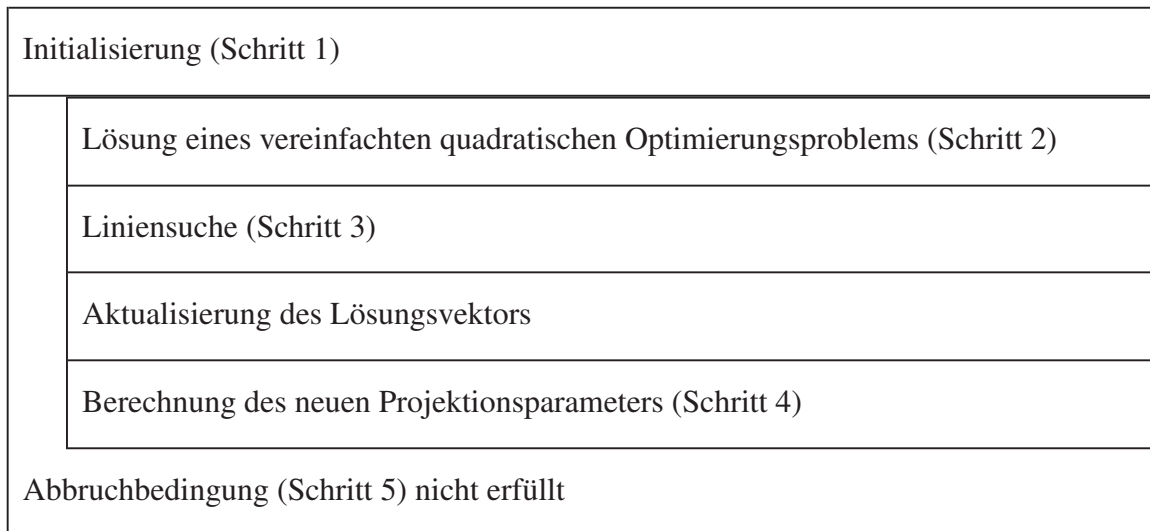 Initialisierung (Schritt 1)
Lösung eines vereinfachten quadratischen Optimierungsproblems (Schritt 2)
Liniensuche (Schritt 3)
Aktualisierung des Lösungsvektors
Berechnung des neuen Projektionsparameters (Schritt 4)
Abbruchbedingung (Schritt 5) nicht erfüllt